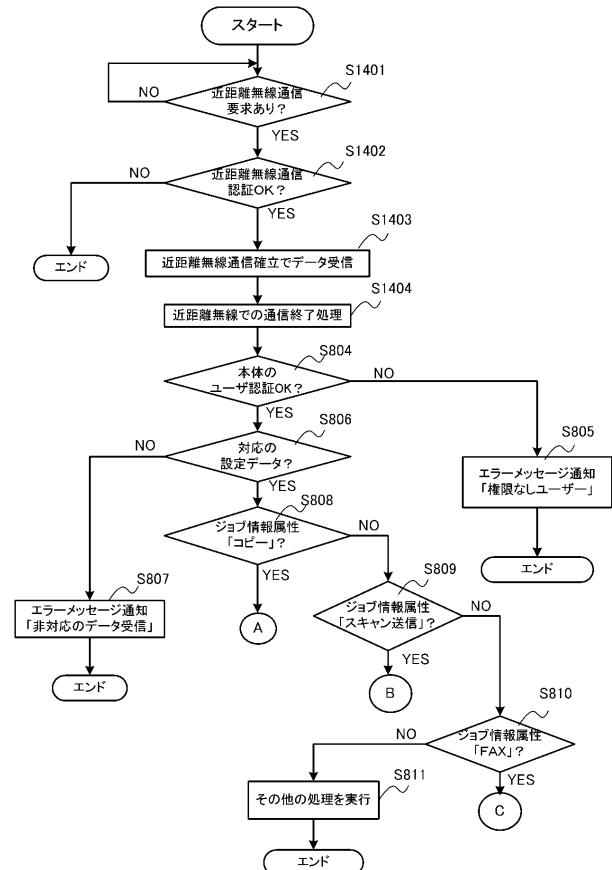 スタート
S1401
近距離無線通信
要求あり？
NO
YES
S1402
近距離無線通信
認証OK？
NO
YES
エンド
S1403
近距離無線通信確立でデータ受信
S1404
近距離無線での通信終了処理
S804
本体の
ユーザ認証OK？
NO
YES
S805
エラーメッセージ通知
「権限なしユーザー」
エンド
S806
対応の
設定データ？
NO
YES
S807
エラーメッセージ通知
「非対応のデータ受信」
エンド
S808
ジョブ情報属性
「コピー」？
NO
YES
A
S809
ジョブ情報属性
「スキャン送信」？
NO
YES
B
S810
ジョブ情報属性
「FAX」？
NO
YES
C
S811
その他の処理を実行
エンド